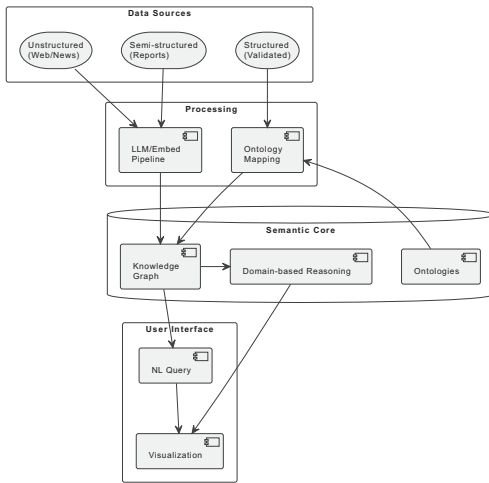 Data Sources
Unstructured
(Web/News)
Semi-structured
(Reports)
Structured
(Validated)
Processing
LLM/Embed
Pipeline
Ontology
Mapping
Semantic Core
Knowledge
Graph
Domain-based Reasoning
Ontologies
User Interface
NL Query
Visualization